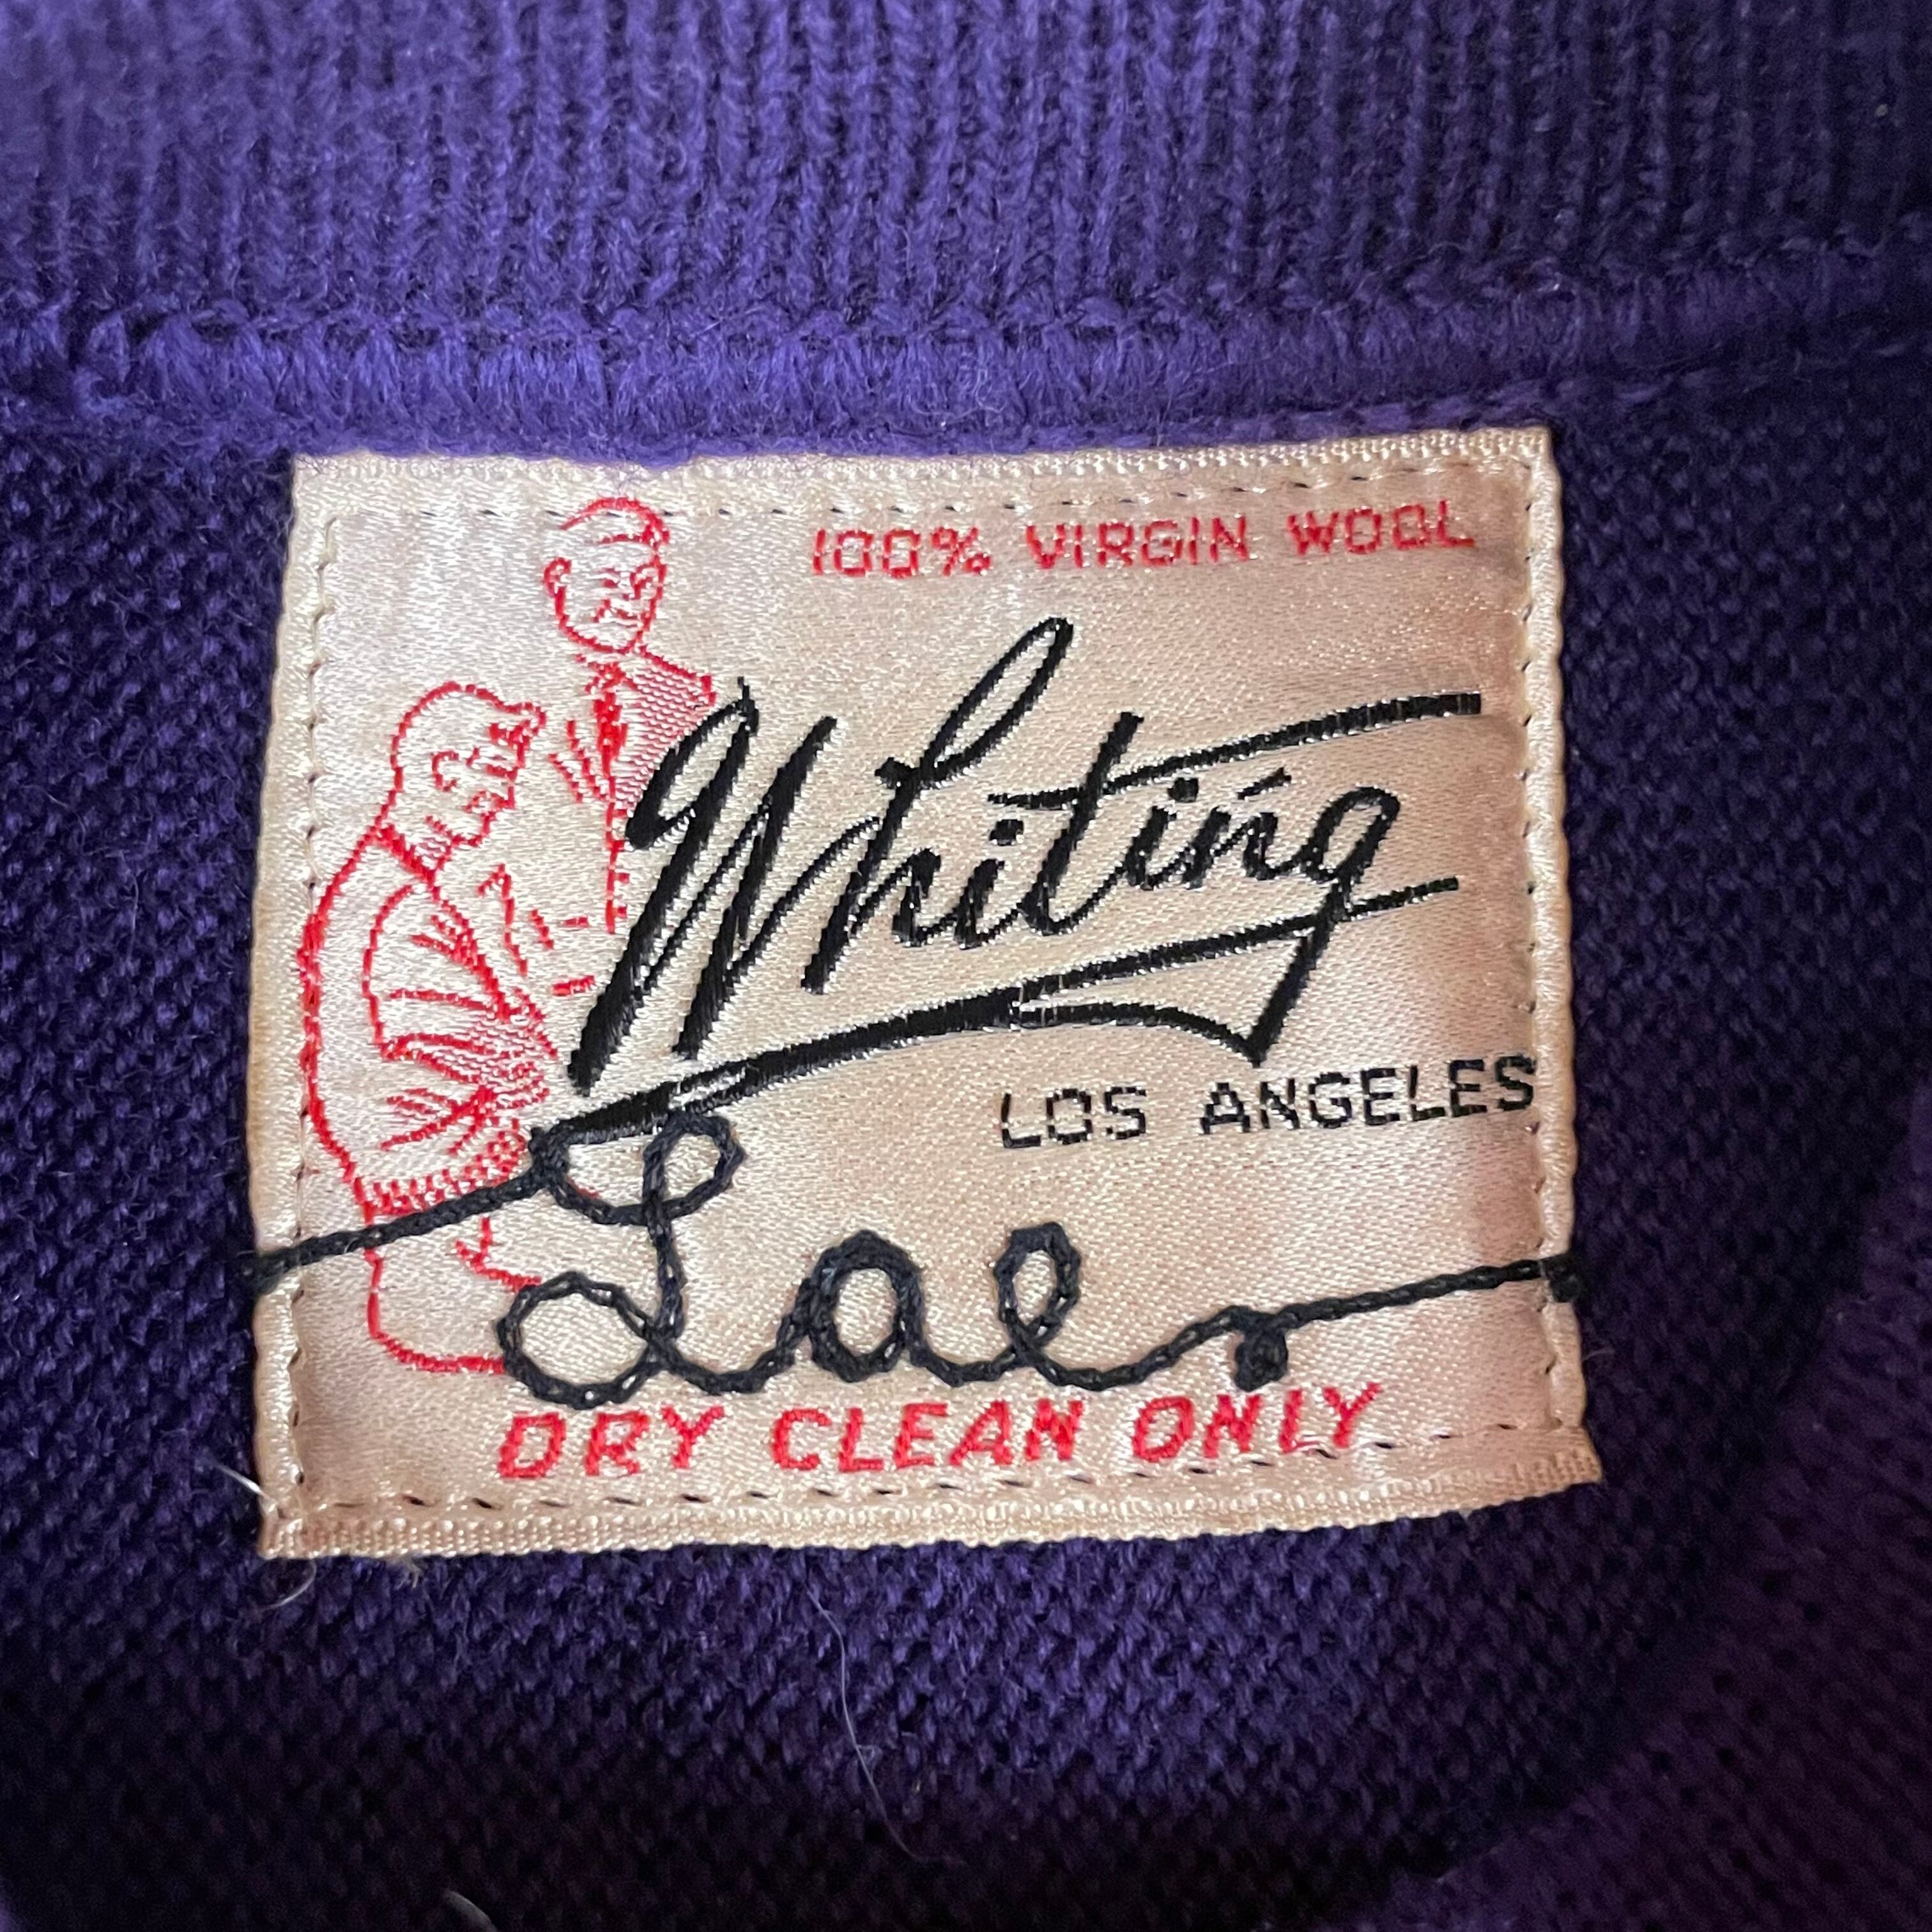 100% VIRGIN WOOL
Whiting
LOS ANGELES
Lae
DRY CLEAN ONLY